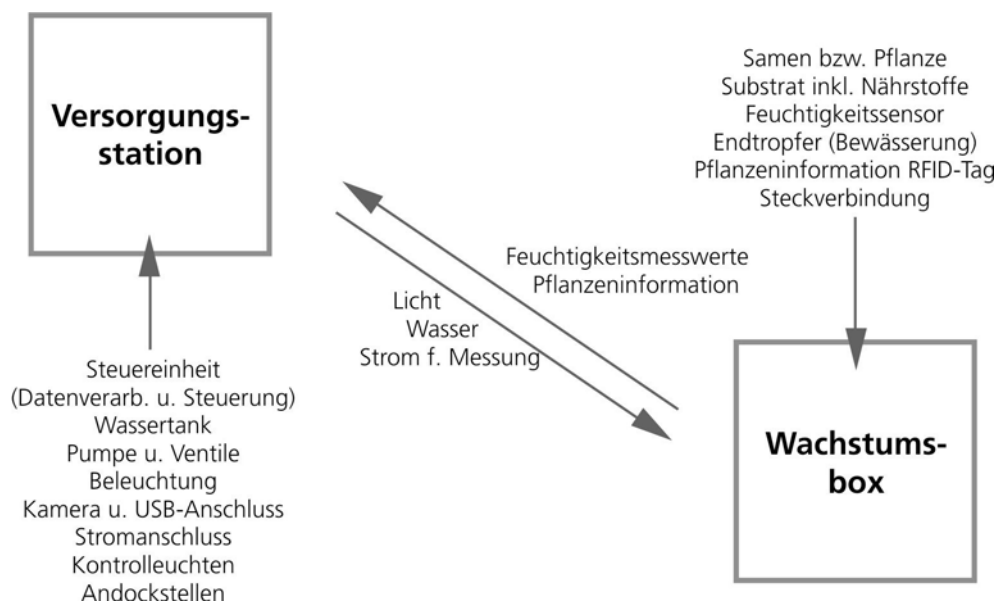 Versorgungs-
station
Samen bzw. Pflanze
Substrat inkl. Nährstoffe
Feuchtigkeitssensor
Endtropfer (Bewässerung)
Pflanzeninformation RFID-Tag
Steckverbindung
Feuchtigkeitsmesswerte
Pflanzeninformation
Licht
Wasser
Strom f. Messung
Steuereinheit
(Datenverarb. u. Steuerung)
Wassertank
Pumpe u. Ventile
Beleuchtung
Kamera u. USB-Anschluss
Stromanschluss
Kontrolleuchten
Andockstellen
Wachstums-
box